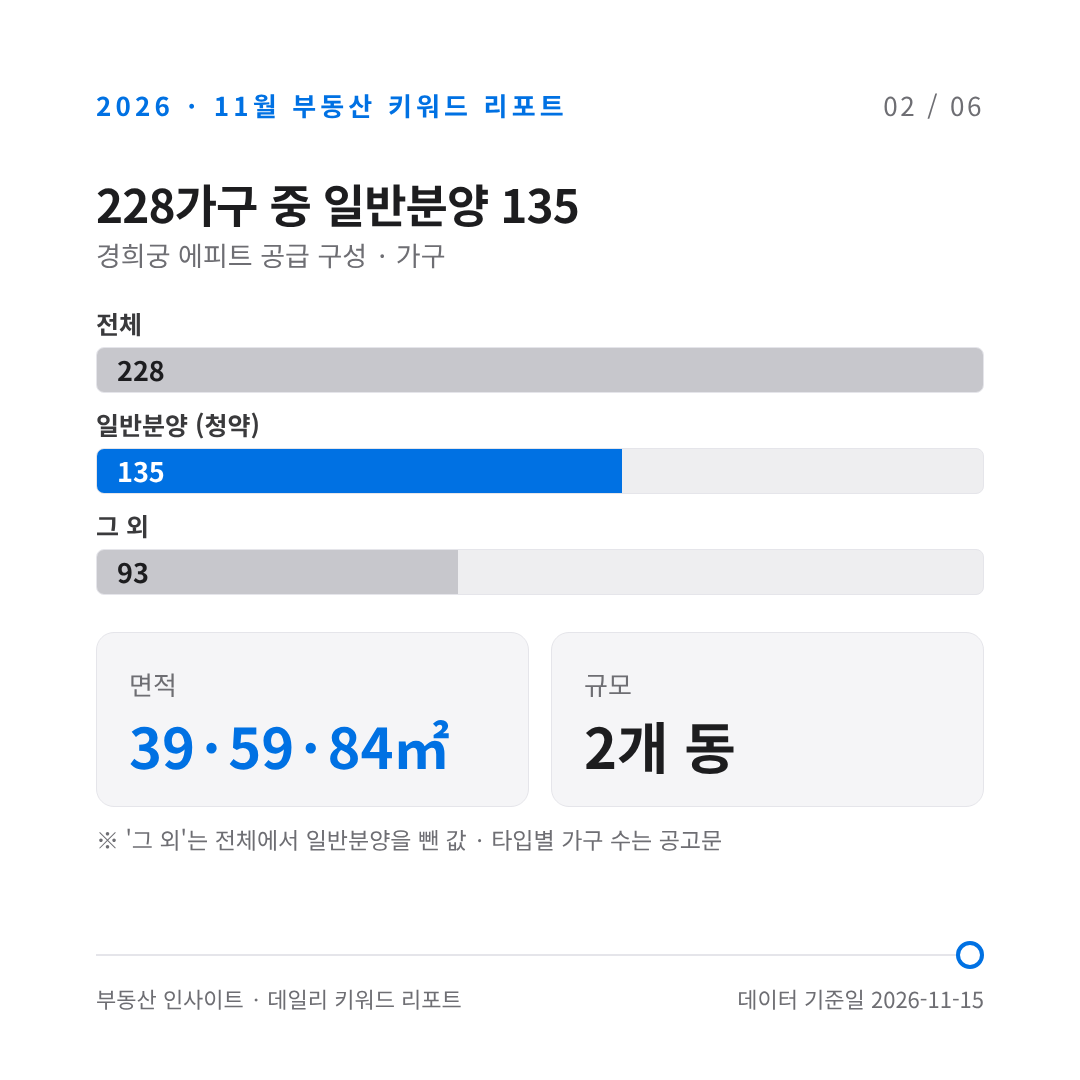 2026 · 11월 부동산 키워드 리포트
02 / 06
228가구 중 일반분양 135
경희궁 에피트 공급 구성 · 가구
전체
228
일반분양 (청약)
135
그 외
93
면적
39·59·84㎡
규모
2개 동
※ '그 외'는 전체에서 일반분양을 뺀 값 · 타입별 가구 수는 공고문
부동산 인사이트 · 데일리 키워드 리포트
데이터 기준일 2026-11-15